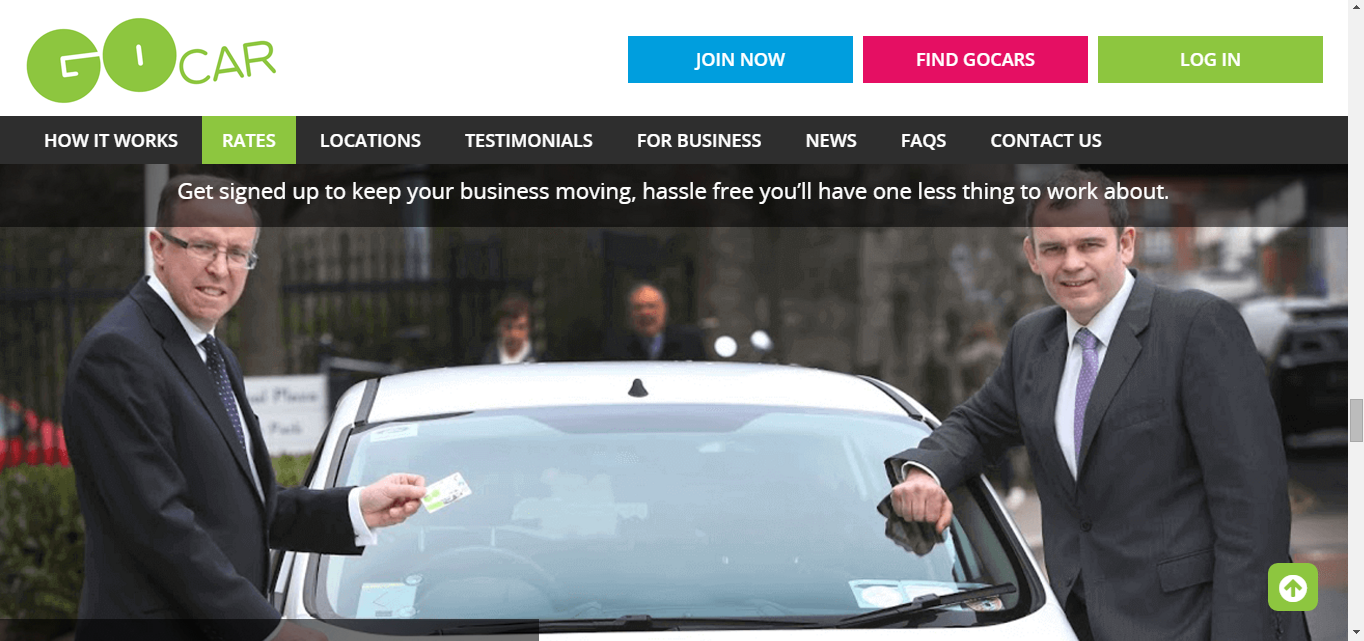 GO CAR
JOIN NOW
FIND GOCARS
LOG IN
HOW IT WORKS
RATES
LOCATIONS
TESTIMONIALS
FOR BUSINESS
NEWS
FAQS
CONTACT US
Get signed up to keep your business moving, hassle free you’ll have one less thing to work about.
Park